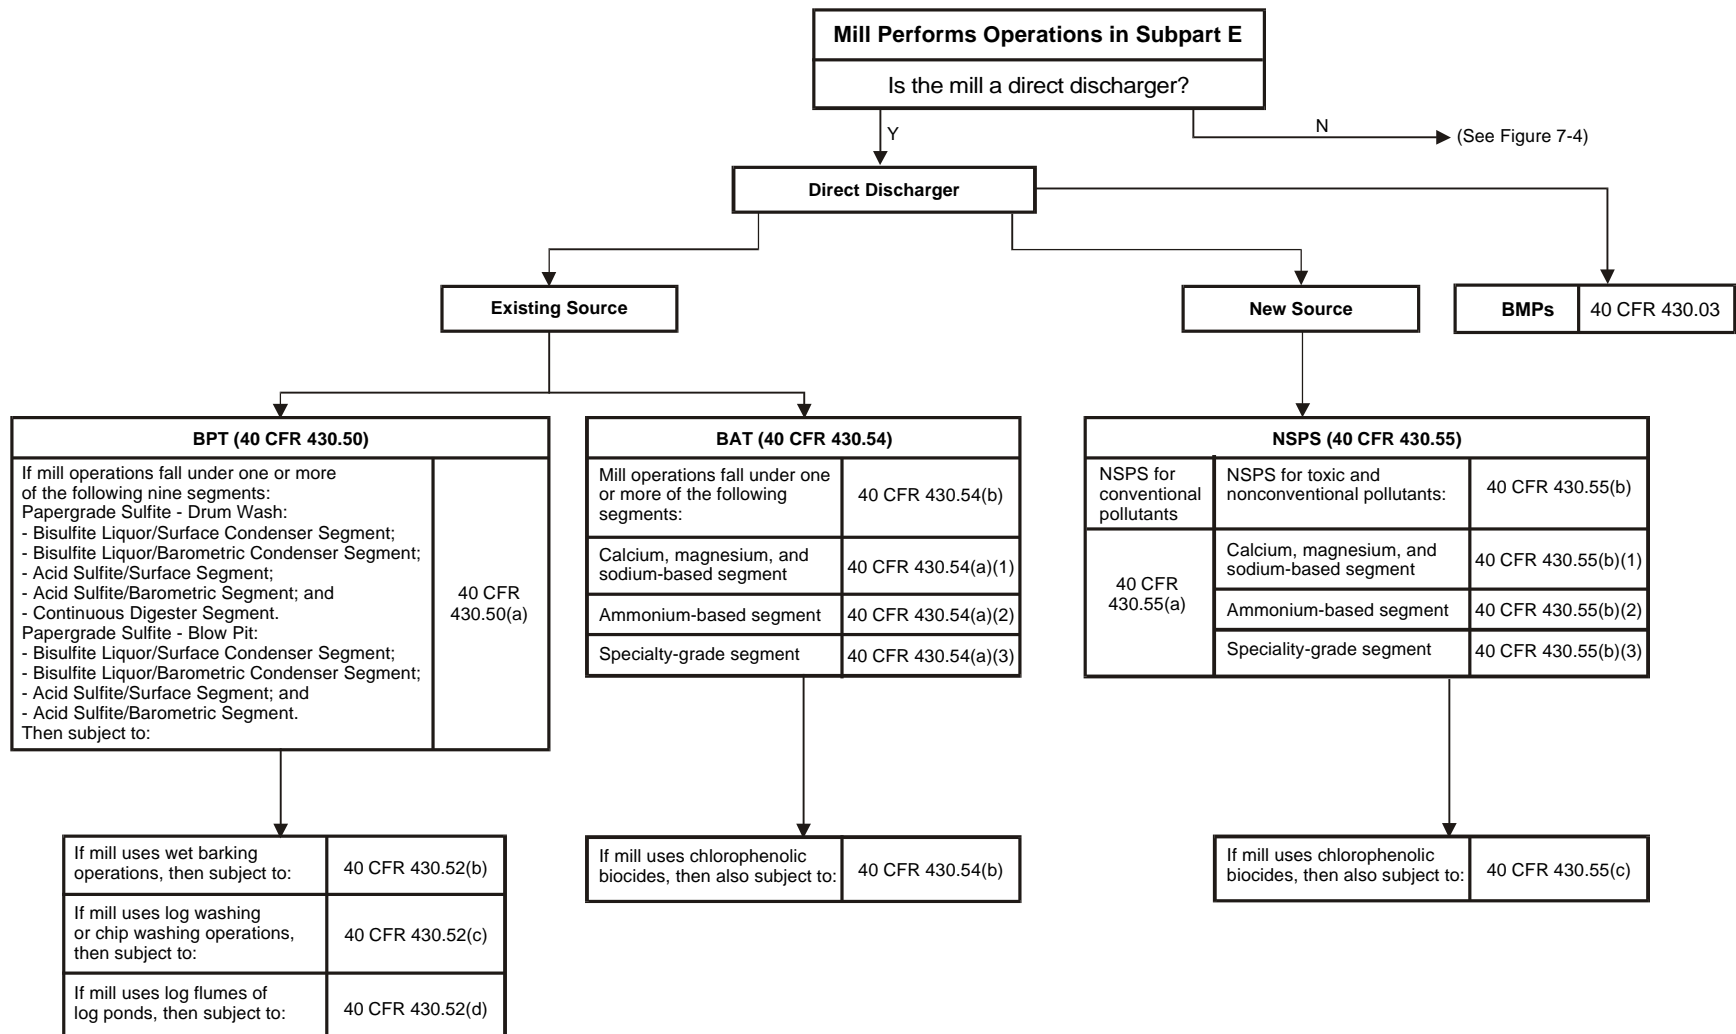 Mill Performs Operations in Subpart E
Is the mill a direct discharger?
Y
N
(See Figure 7-4)
Direct Discharger
Existing Source
New Source
BMPs
40 CFR 430.03
BPT (40 CFR 430.50)
If mill operations fall under one or more
of the following nine segments:
Papergrade Sulfite - Drum Wash:
- Bisulfite Liquor/Surface Condenser Segment;
- Bisulfite Liquor/Barometric Condenser Segment;
- Acid Sulfite/Surface Segment;
- Acid Sulfite/Barometric Segment; and
- Continuous Digester Segment.
Papergrade Sulfite - Blow Pit:
- Bisulfite Liquor/Surface Condenser Segment;
- Bisulfite Liquor/Barometric Condenser Segment;
- Acid Sulfite/Surface Segment; and
- Acid Sulfite/Barometric Segment.
Then subject to:
40 CFR
430.50(a)
If mill uses wet barking
operations, then subject to:
40 CFR 430.52(b)
If mill uses log washing
or chip washing operations,
then subject to:
40 CFR 430.52(c)
If mill uses log flumes of
log ponds, then subject to:
40 CFR 430.52(d)
BAT (40 CFR 430.54)
Mill operations fall under one
or more of the following
segments:
40 CFR 430.54(b)
Calcium, magnesium, and
sodium-based segment
40 CFR 430.54(a)(1)
Ammonium-based segment
40 CFR 430.54(a)(2)
Specialty-grade segment
40 CFR 430.54(a)(3)
If mill uses chlorophenolic
biocides, then also subject to:
40 CFR 430.54(b)
NSPS (40 CFR 430.55)
NSPS for
conventional
pollutants
40 CFR
430.55(a)
NSPS for toxic and
nonconventional pollutants:
40 CFR 430.55(b)
Calcium, magnesium, and
sodium-based segment
40 CFR 430.55(b)(1)
Ammonium-based segment
40 CFR 430.55(b)(2)
Speciality-grade segment
40 CFR 430.55(b)(3)
If mill uses chlorophenolic
biocides, then also subject to:
40 CFR 430.55(c)